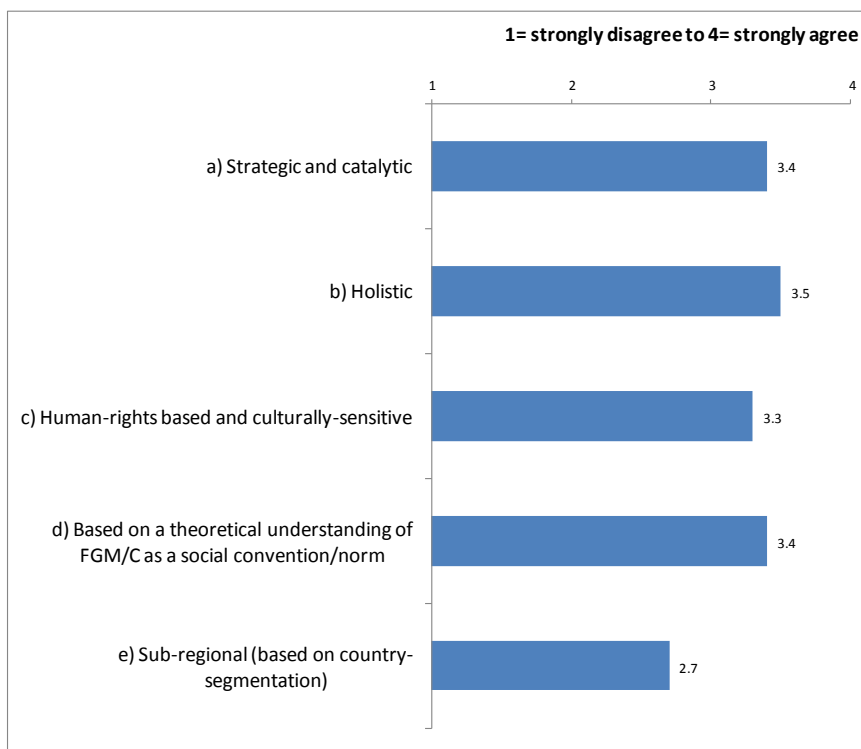 1= strongly disagree to 4= strongly agree
1 2 3 4
a) Strategic and catalytic 3.4
b) Holistic 3.5
c) Human-rights based and culturally-sensitive 3.3
d) Based on a theoretical understanding of
FGM/C as a social convention/norm 3.4
e) Sub-regional (based on country-
segmentation) 2.7